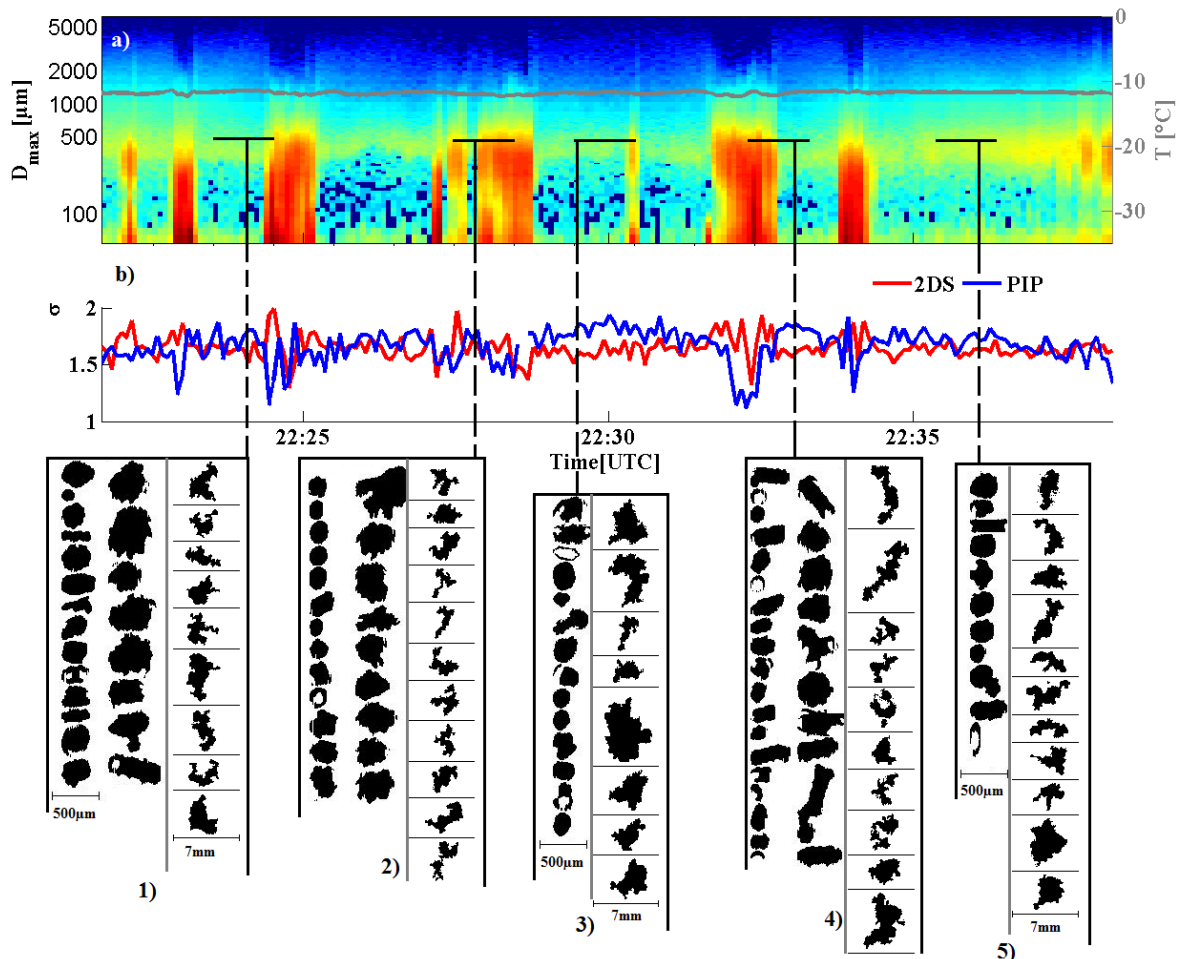 a)
5000
2000
1000
500
100
D_max [µm]
0
-10
-20
-30
T [°C]
b)
2DS
PIP
σ
2
1.5
1
22:25
22:30
22:35
Time[UTC]
500µm
7mm
1)
2)
500µm
7mm
3)
4)
500µm
7mm
5)